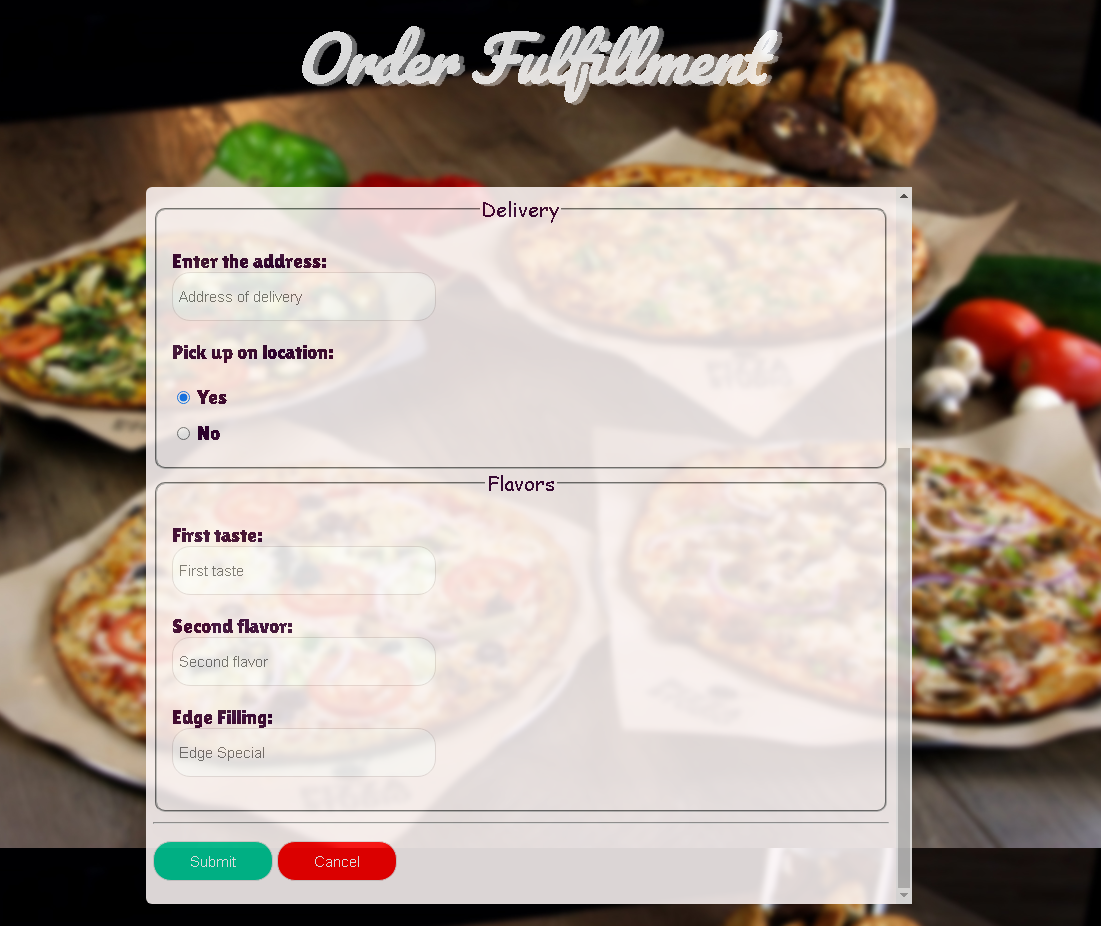 Order Fulfillment
Delivery
Enter the address:
Address of delivery
Pick up on location:
Yes
No
Flavors
First taste:
First taste
Second flavor:
Second flavor
Edge Filling:
Edge Special
Submit Cancel